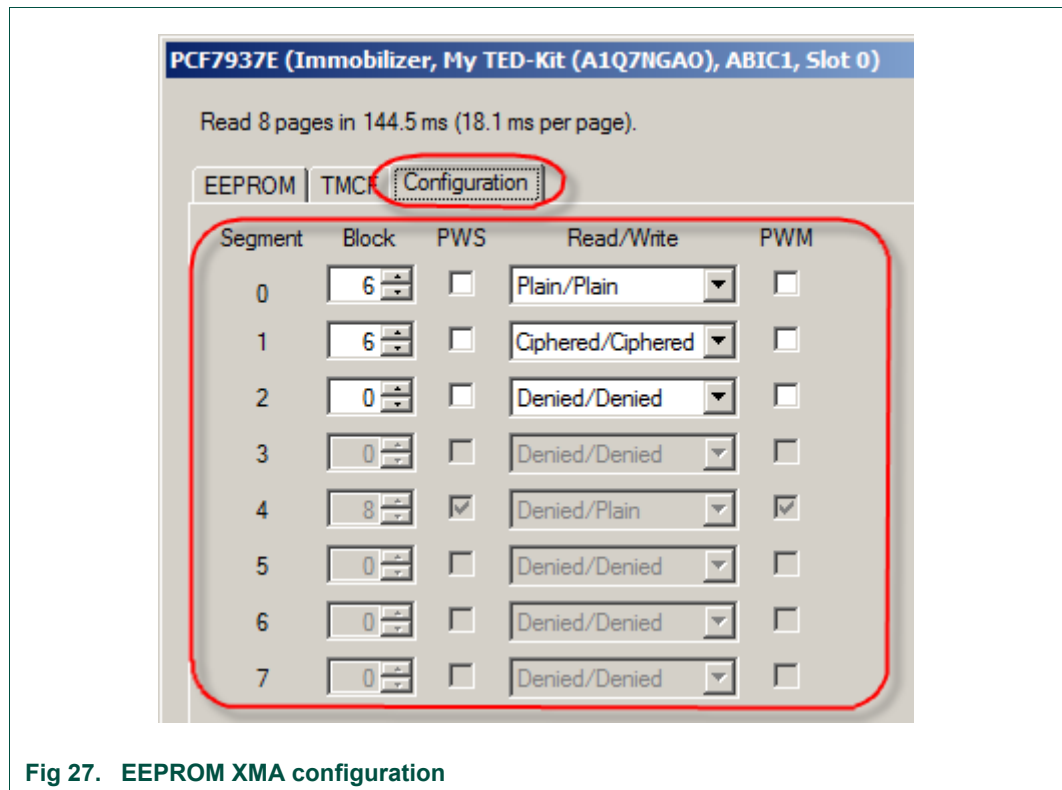 PCF7937E (Immobilizer, My TED-Kit (A1Q7NGAO), ABIC1, Slot 0)
Read 8 pages in 144.5 ms (18.1 ms per page).
EEPROM TMCF Configuration
Segment Block PWS Read/Write PWM
0 6 Plain/Plain
1 6 Ciphered/Ciphered
2 0 Denied/Denied
3 0 Denied/Denied
4 8 Denied/Plain
5 0 Denied/Denied
6 0 Denied/Denied
7 0 Denied/Denied
Fig 27. EEPROM XMA configuration